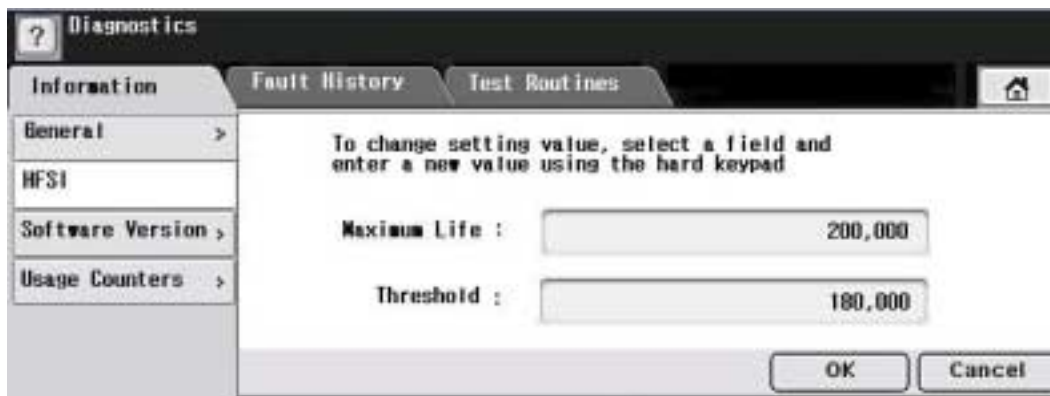 ?
Diagnostics
Information
Fault History
Test Routines
General >
HFSI
Software Version >
Usage Counters >
To change setting value, select a field and
enter a new value using the hard keypad
Maximum Life : 200,000
Threshold : 180,000
OK
Cancel